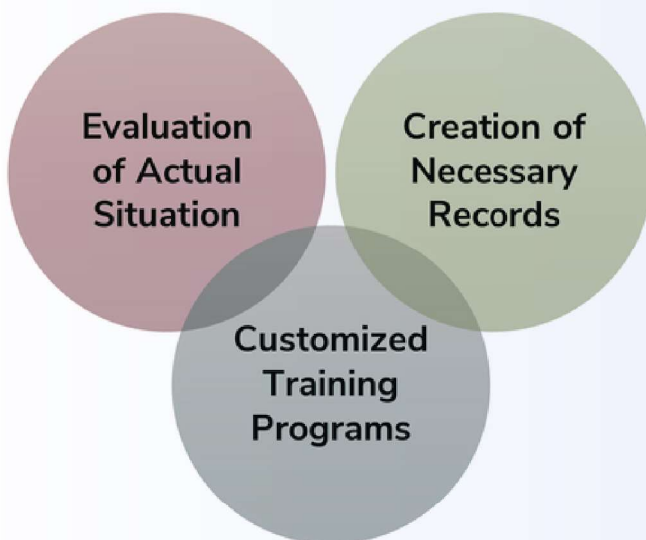 Evaluation
of Actual
Situation
Creation of
Necessary
Records
Customized
Training
Programs